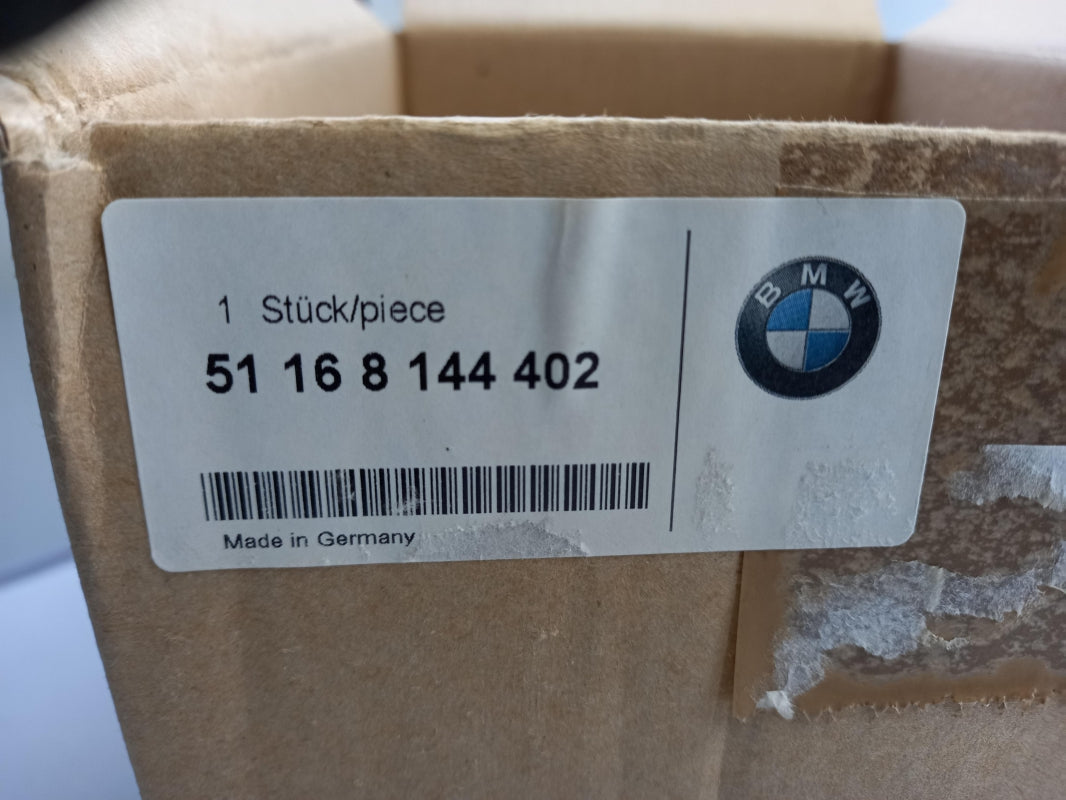 1 Stück/piece
51 16 8 144 402
Made in Germany
BMW